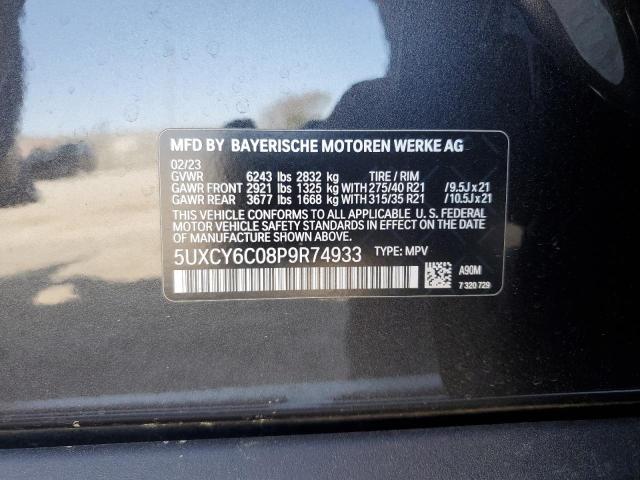 MFD BY BAYERISCHE MOTOREN WERKE AG
02/23
GVWR 6243 lbs 2832 kg TIRE / RIM
GAWR FRONT 2921 lbs 1325 kg WITH 275/40 R21 /9.5J x 21
GAWR REAR 3677 lbs 1668 kg WITH 315/35 R21 /10.5J x 21
THIS VEHICLE CONFORMS TO ALL APPLICABLE U. S. FEDERAL
MOTOR VEHICLE SAFETY STANDARDS IN EFFECT ON THE DATE
OF MANUFACTURE SHOWN ABOVE.
5UXCY6C08P9R74933 TYPE: MPV
A90M
7 320 729